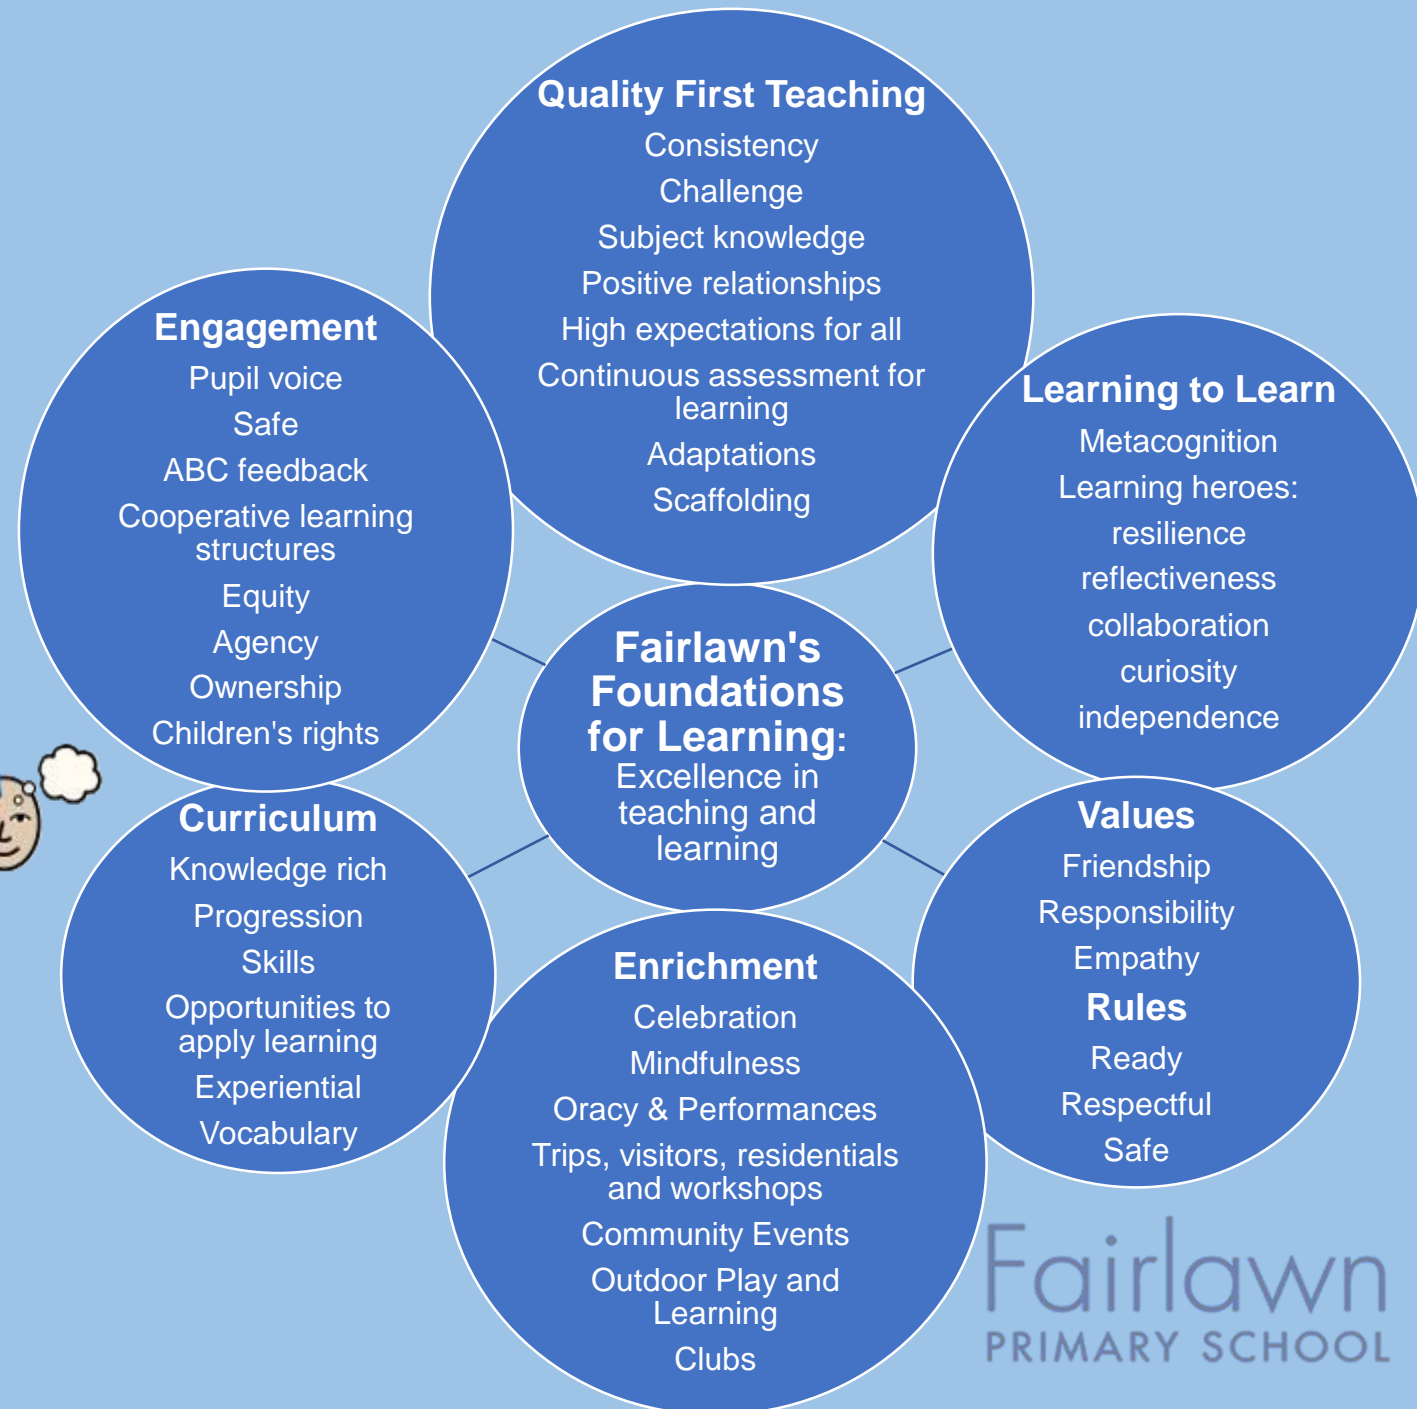 Quality First Teaching
Consistency
Challenge
Subject knowledge
Positive relationships
High expectations for all
Continuous assessment for
learning
Adaptations
Scaffolding
Engagement
Pupil voice
Safe
ABC feedback
Cooperative learning
structures
Equity
Agency
Ownership
Children's rights
Learning to Learn
Metacognition
Learning heroes:
resilience
reflectiveness
collaboration
curiosity
independence
Fairlawn's
Foundations
for Learning:
Excellence in
teaching and
learning
Curriculum
Knowledge rich
Progression
Skills
Opportunities to
apply learning
Experiential
Vocabulary
Values
Friendship
Responsibility
Empathy
Rules
Ready
Respectful
Safe
Enrichment
Celebration
Mindfulness
Oracy & Performances
Trips, visitors, residentials
and workshops
Community Events
Outdoor Play and
Learning
Clubs
Fairlawn
PRIMARY SCHOOL